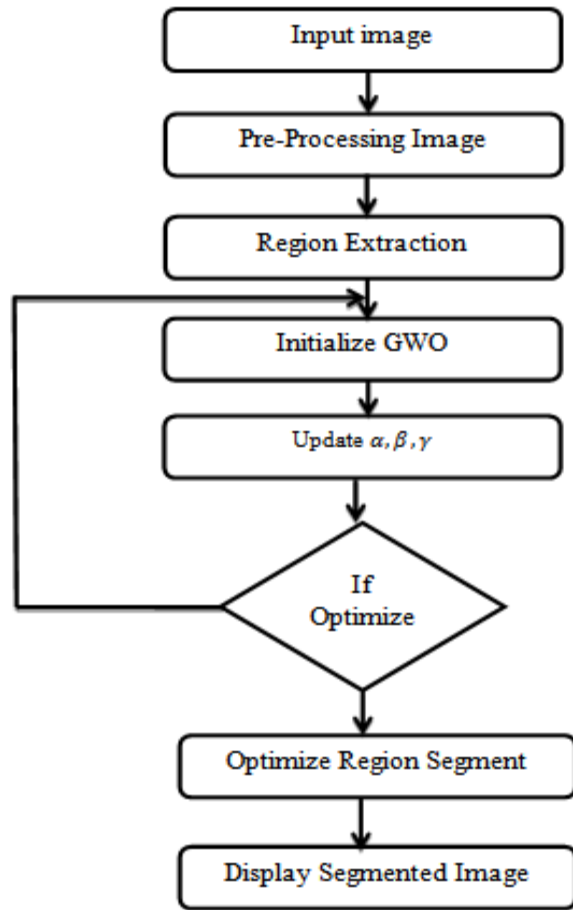 Input image
Pre-Processing Image
Region Extraction
Initialize GWO
Update α, β, γ
If
Optimize
Optimize Region Segment
Display Segmented Image